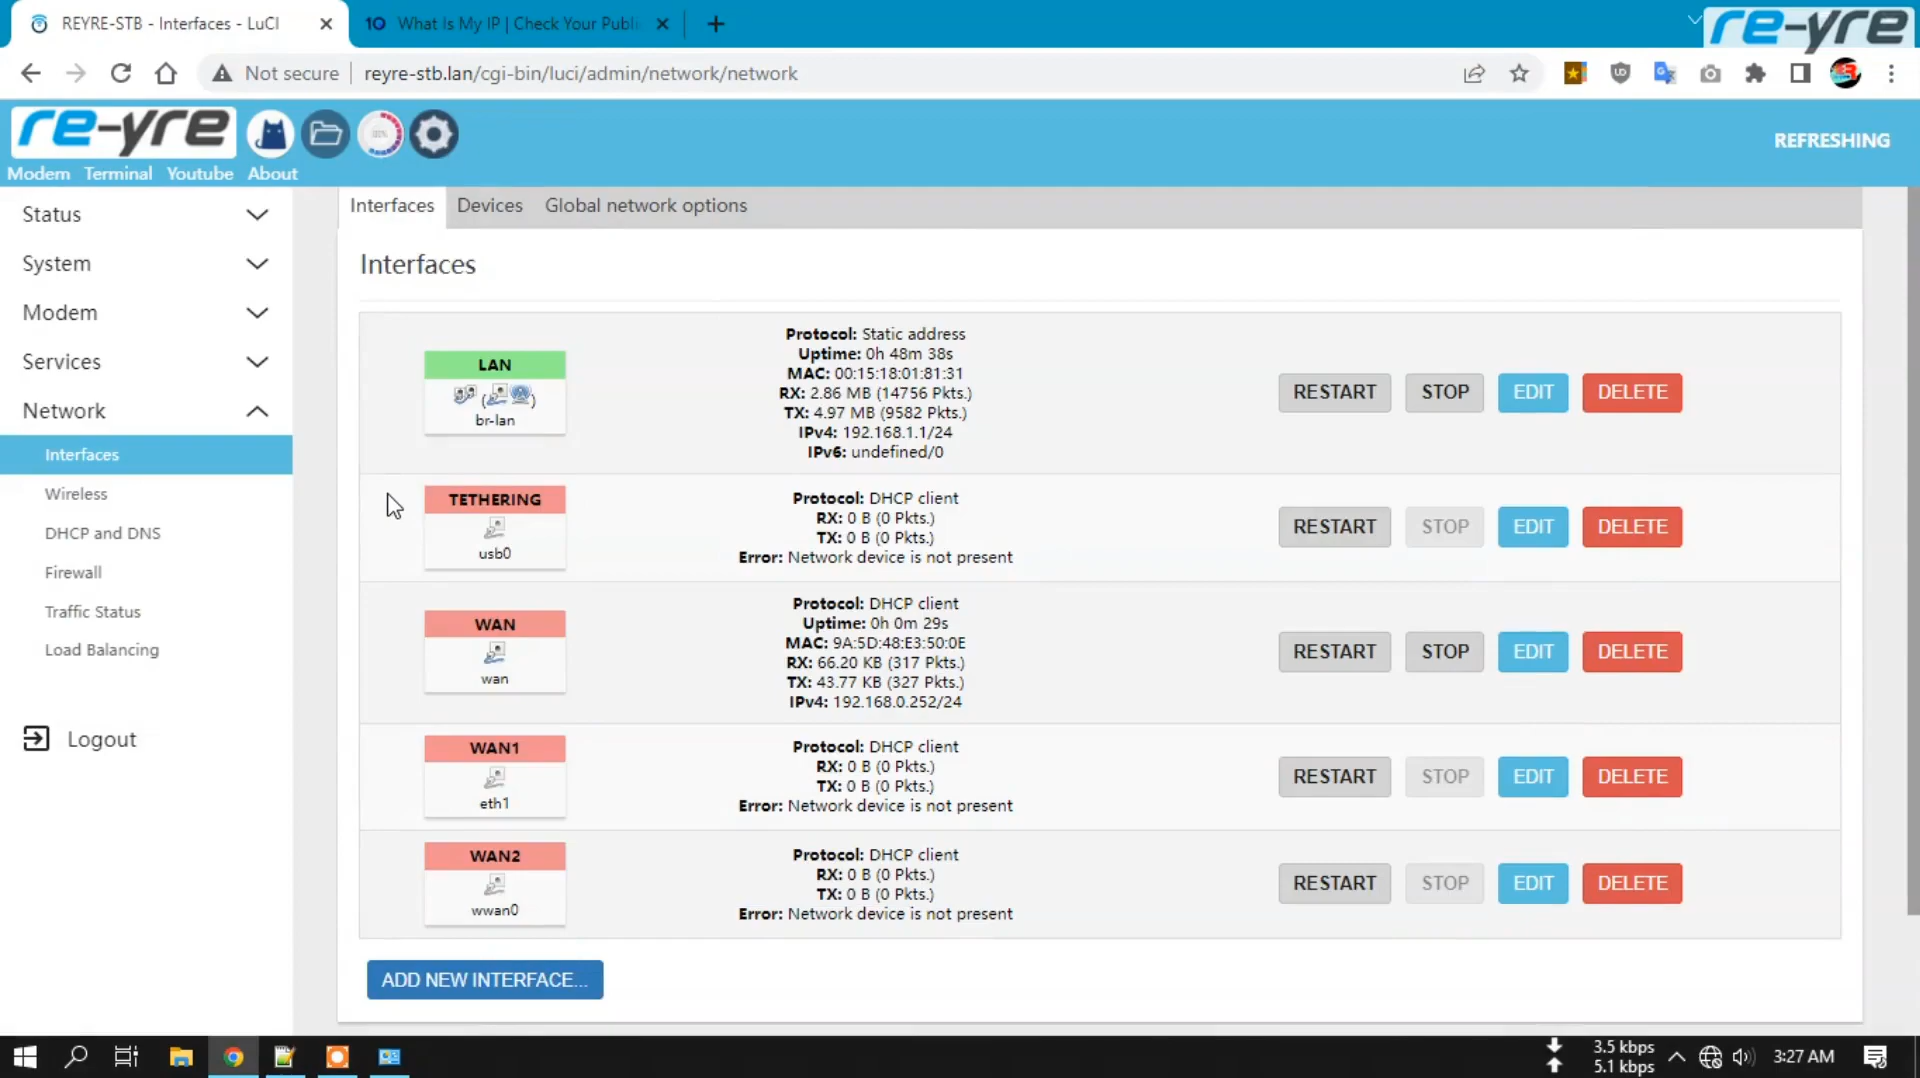 REYRE-STB - Interfaces - LuCI
What Is My IP | Check Your Publi
re-yre
Not secure
reyre-stb.lan/cgi-bin/luci/admin/network/network
re-yre
REFRESHING
Modem Terminal Youtube About
Status
System
Modem
Services
Network
Interfaces
Wireless
DHCP and DNS
Firewall
Traffic Status
Load Balancing
Logout
Interfaces Devices Global network options
Interfaces
LAN
br-lan
Protocol: Static address
Uptime: 0h 48m 38s
MAC: 00:15:18:01:81:31
RX: 2.86 MB (14756 Pkts.)
TX: 4.97 MB (9582 Pkts.)
IPv4: 192.168.1.1/24
IPv6: undefined/0
RESTART STOP EDIT DELETE
TETHERING
usb0
Protocol: DHCP client
RX: 0 B (0 Pkts.)
TX: 0 B (0 Pkts.)
Error: Network device is not present
RESTART STOP EDIT DELETE
WAN
wan
Protocol: DHCP client
Uptime: 0h 0m 29s
MAC: 9A:5D:48:E3:50:0E
RX: 66.20 KB (317 Pkts.)
TX: 43.77 KB (327 Pkts.)
IPv4: 192.168.0.252/24
RESTART STOP EDIT DELETE
WAN1
eth1
Protocol: DHCP client
RX: 0 B (0 Pkts.)
TX: 0 B (0 Pkts.)
Error: Network device is not present
RESTART STOP EDIT DELETE
WAN2
wwan0
Protocol: DHCP client
RX: 0 B (0 Pkts.)
TX: 0 B (0 Pkts.)
Error: Network device is not present
RESTART STOP EDIT DELETE
ADD NEW INTERFACE...
3.5 kbps
5.1 kbps
3:27 AM